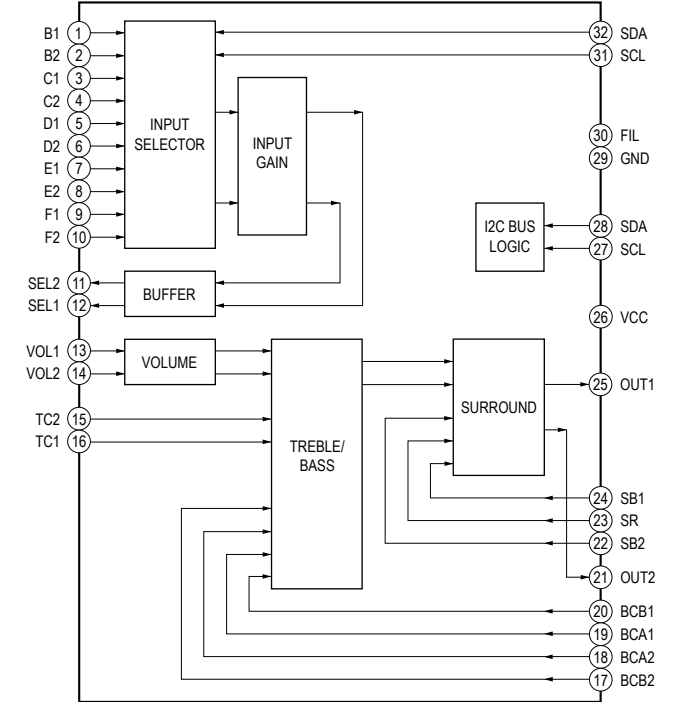 B1 1
B2 2
C1 3
C2 4
D1 5
D2 6
E1 7
E2 8
F1 9
F2 10
SEL2 11
SEL1 12
VOL1 13
VOL2 14
TC2 15
TC1 16
INPUT
SELECTOR
INPUT
GAIN
BUFFER
VOLUME
TREBLE/
BASS
I2C BUS
LOGIC
SURROUND
32 SDA
31 SCL
30 FIL
29 GND
28 SDA
27 SCL
26 VCC
25 OUT1
24 SB1
23 SR
22 SB2
21 OUT2
20 BCB1
19 BCA1
18 BCA2
17 BCB2